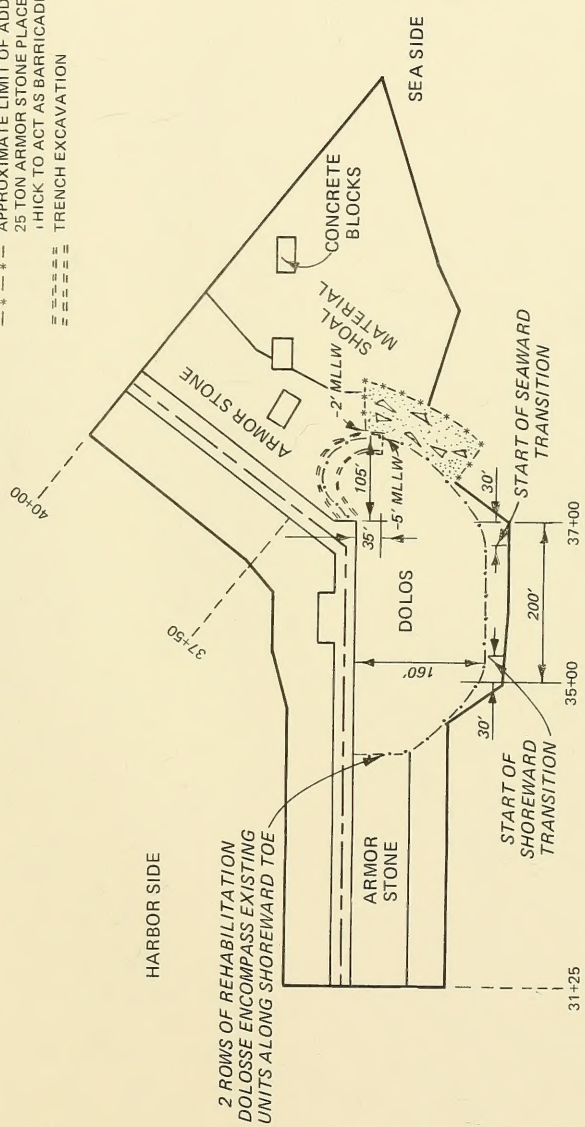 APPROXIMATE LIMIT OF ADD
25 TON ARMOR STONE PLACE
HICK TO ACT AS BARRICAD
TRENCH EXCAVATION
HARBOR SIDE
SEA SIDE
40+00
37+50
ARMOR STONE
SHOAL
MATERIAL
CONCRETE
BLOCKS
-2' MLLW
105'
35'
-5' MLLW
DOLOS
160'
2 ROWS OF REHABILITATION
DOLOSSE ENCOMPASS EXISTING
UNITS ALONG SHOREWARD TOE
ARMOR
STONE
30'
START OF SEAWARD
TRANSITION
30'
START OF
SHOREWARD
TRANSITION
200'
31+25
35+00
37+00